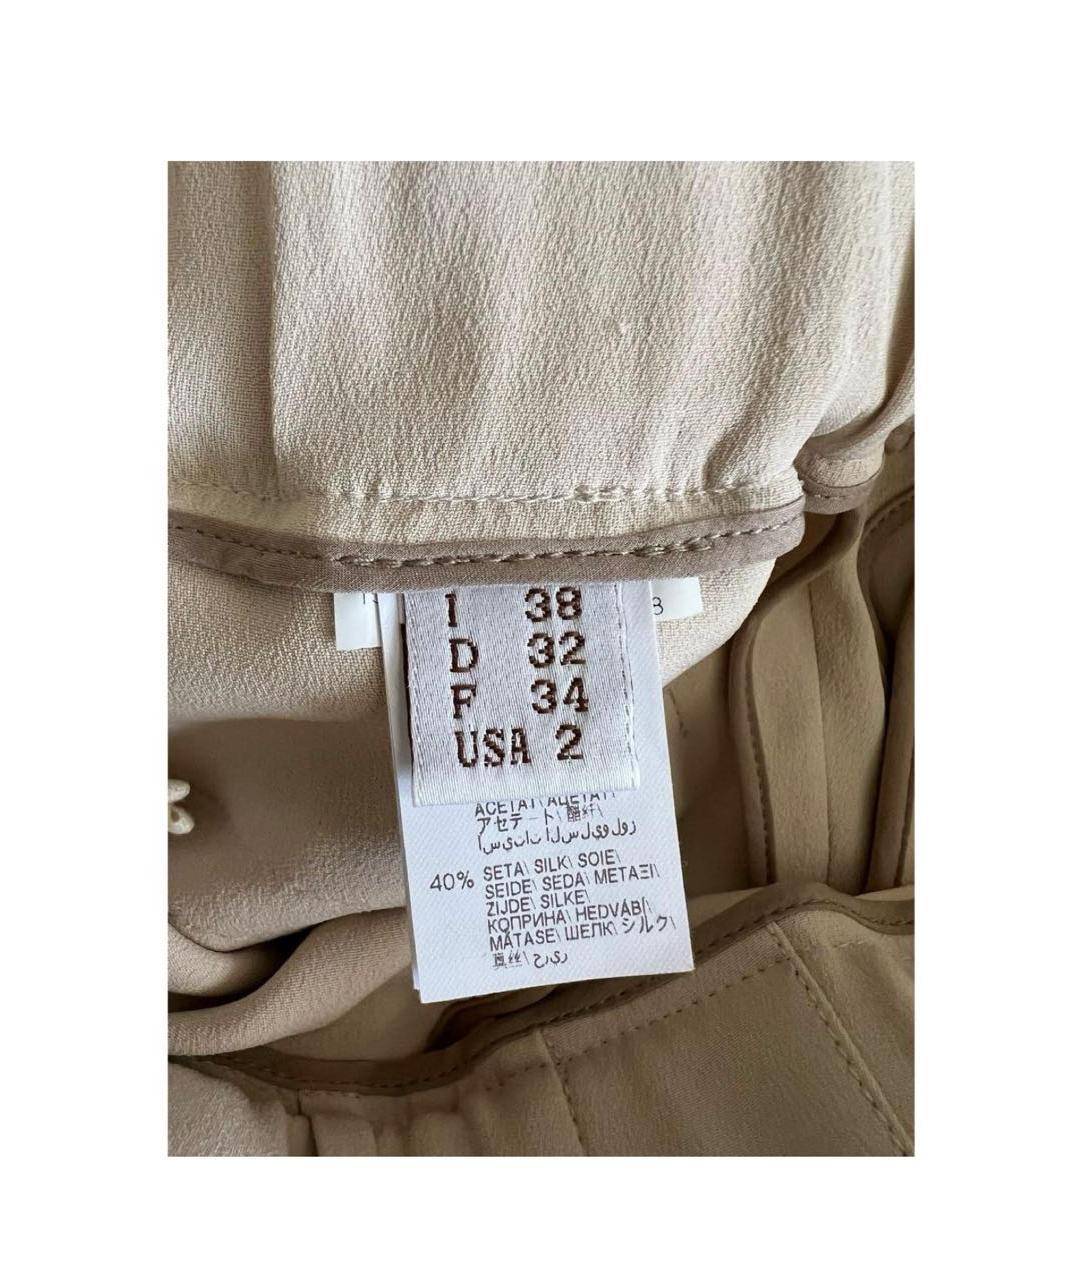 I 38
D 32
F 34
USA 2
8
ACETAT\ ACETAT\
アセテート\ 醋纤\
40% SETA\ SILK\ SOIE\
SEIDE\ SEDA\ ΜΕΤΑΞΙ\
ZIJDE\ SILKE\
КОПРИНА\ HEDVÁBÍ\
MĂTASE\ ШЕЛК\ シルク\
真丝\ حرير